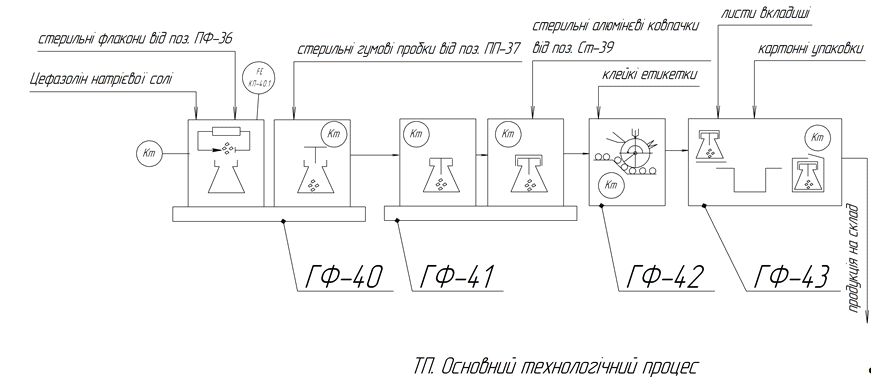 стерильні флакони від поз. ПФ-36
Цефазолін натрієвої солі
FE
КП-40.1
стерильні гумові пробки від поз. ПП-37
стерильні алюмінєві ковпачки
від поз. Ст-39
клейкі етикетки
листи вкладиші
картонні упаковки
Кт
Кт
Кт
Кт
Кт
Кт
М
ГФ-40
ГФ-41
ГФ-42
ГФ-43
продукція на склад
ТП. Основний технологічний процес